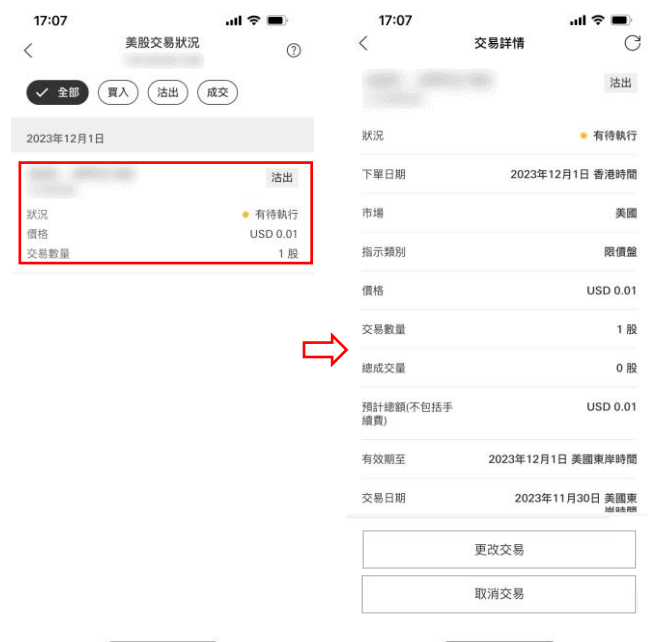 17:07
美股交易狀況
全部
買入
沽出
成交
2023年12月1日
沽出
狀況
有待執行
價格
USD 0.01
交易數量
1 股
17:07
交易詳情
沽出
狀況
有待執行
下單日期
2023年12月1日 香港時間
市場
美國
指示類別
限價盤
價格
USD 0.01
交易數量
1 股
總成交量
0 股
預計總額(不包括手
續費)
USD 0.01
有效期至
2023年12月1日 美國東岸時間
交易日期
2023年11月30日 美國東
岸時間
更改交易
取消交易